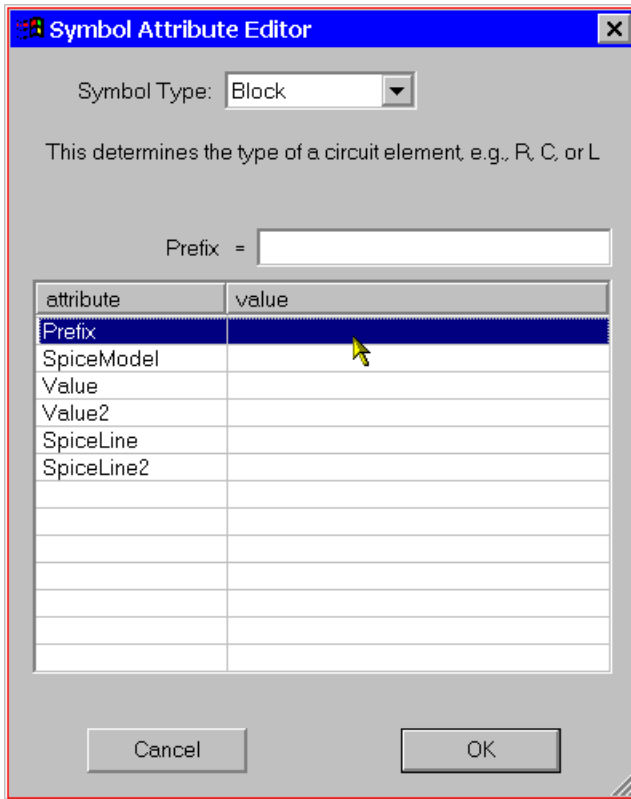 Symbol Attribute Editor
Symbol Type: Block
This determines the type of a circuit element, e.g., R, C, or L
Prefix =
attribute value
Prefix
SpiceModel
Value
Value2
SpiceLine
SpiceLine2
Cancel OK